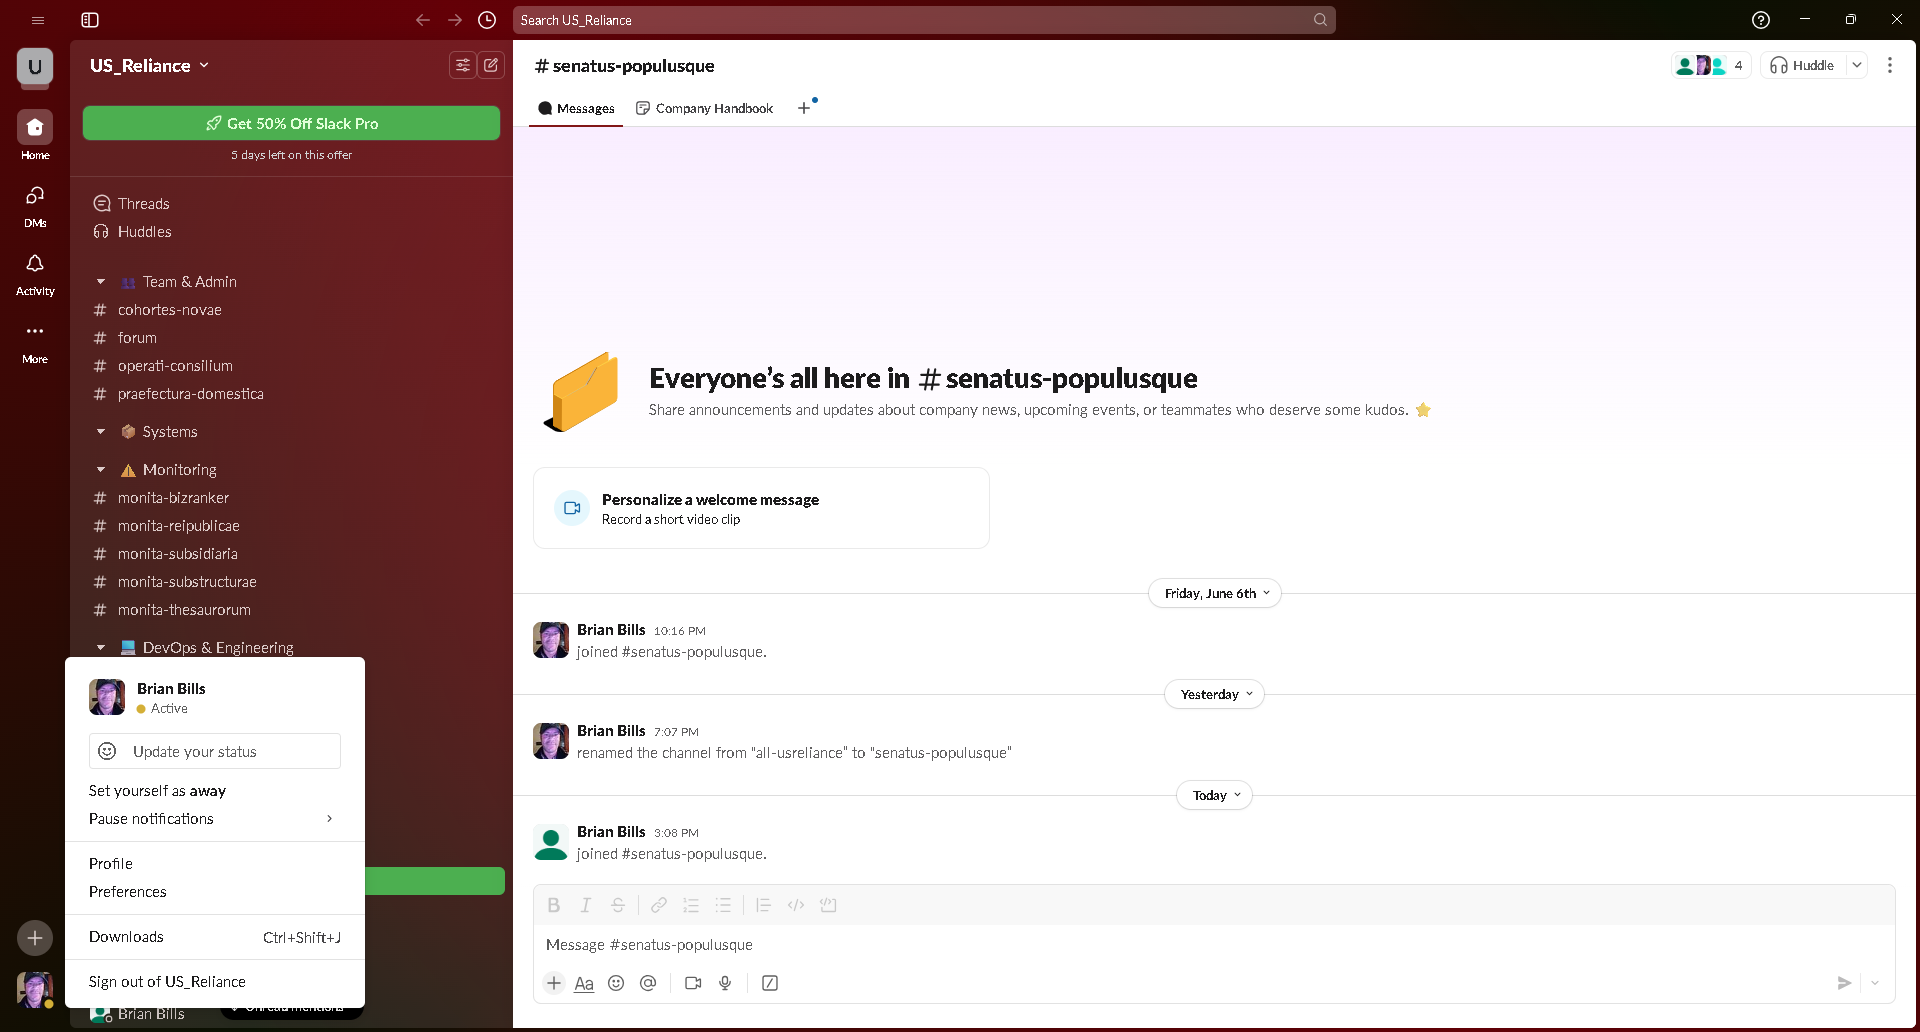 Search US_Reliance
U
US_Reliance
Get 50% Off Slack Pro
5 days left on this offer
Home
DMs
Activity
More
Threads
Huddles
Team & Admin
# cohortes-novae
# forum
# operati-consilium
# praefectura-domestica
Systems
Monitoring
# monita-bizranker
# monita-reipublicae
# monita-subsidiaria
# monita-substructurae
# monita-thesaurorum
DevOps & Engineering
Brian Bills
Active
Update your status
Set yourself as away
Pause notifications
Profile
Preferences
Downloads Ctrl+Shift+J
Sign out of US_Reliance
Unread mentions
Brian Bills
# senatus-populusque
4
Huddle
Messages
Company Handbook
Everyone's all here in # senatus-populusque
Share announcements and updates about company news, upcoming events, or teammates who deserve some kudos.
Personalize a welcome message
Record a short video clip
Friday, June 6th
Brian Bills 10:16 PM
joined #senatus-populusque.
Yesterday
Brian Bills 7:07 PM
renamed the channel from "all-usreliance" to "senatus-populusque"
Today
Brian Bills 3:08 PM
joined #senatus-populusque.
B I S
Message #senatus-populusque
Aa